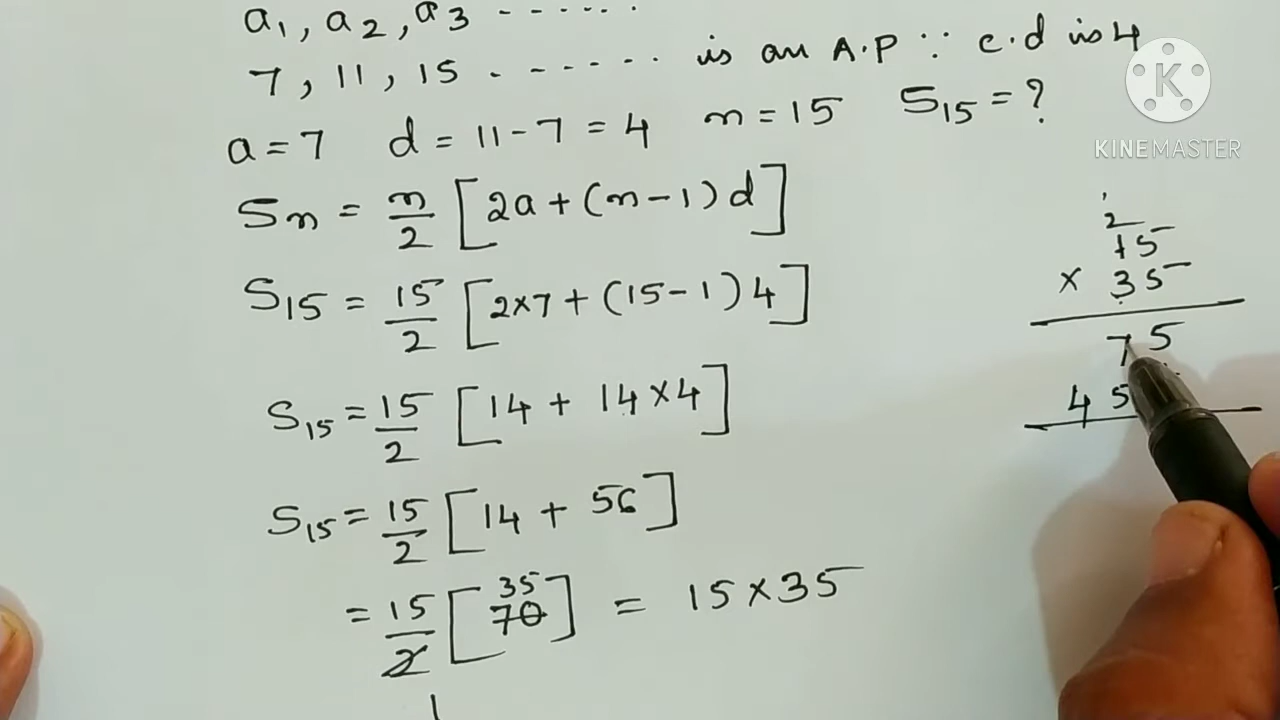 a1, a2, a3 - - - - - -
7, 11, 15 - - - - - - - is an A.P ∵ c.d is 4
a = 7 d = 11 - 7 = 4 n = 15 S15 = ?
Sn = n/2 [2a + (n-1)d]
S15 = 15/2 [2×7 + (15-1)4]
S15 = 15/2 [14 + 14×4]
S15 = 15/2 [14 + 56]
= 15/2 [70] 35 = 15×35
1
K
KINEMASTER
1
2
15
× 35
75
45